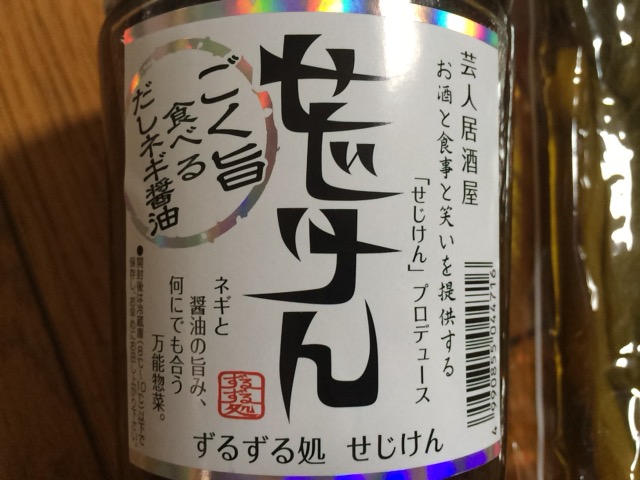 芸人居酒屋
お酒と食事と笑いを提供する
「せじけん」プロデュース
せじけん
ごく旨
食べる
だしネギ醤油
ネギと
醤油の旨み、
何にでも合う
万能惣菜。
ずるずる処
ずるずる処 せじけん
4 990855 044716